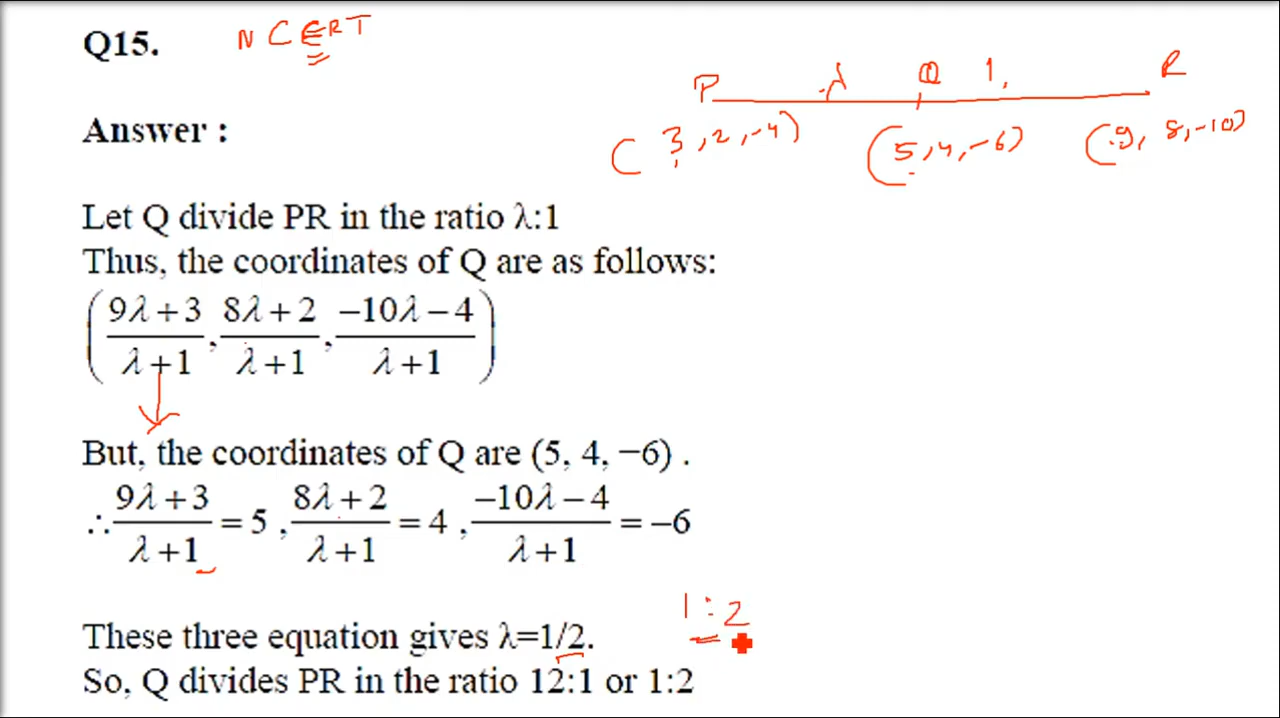 Q15. NCERT
P λ Q 1. R
Answer :
(3, 2, -4) (5, 4, -6) (9, 8, -10)
Let Q divide PR in the ratio λ:1
Thus, the coordinates of Q are as follows:
(9λ+3/λ+1, 8λ+2/λ+1, −10λ−4/λ+1)
But, the coordinates of Q are (5, 4, −6) .
∴ 9λ+3/λ+1 = 5 , 8λ+2/λ+1 = 4 , −10λ−4/λ+1 = −6
1:2
These three equation gives λ=1/2.
So, Q divides PR in the ratio 12:1 or 1:2